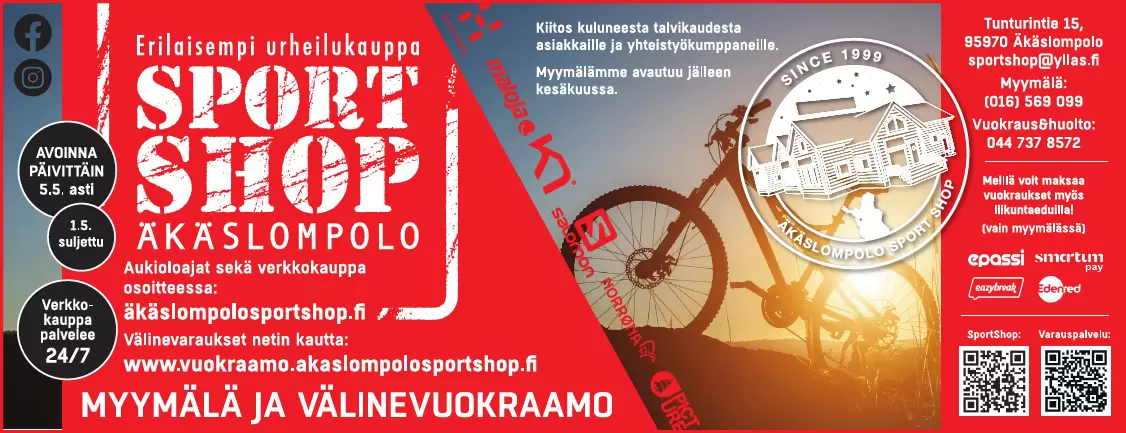 Erilaisempi urheilukauppa
SPORT
SHOP
ÄKÄSLOMPOLO
AVOINNA
PÄIVITTÄIN
5.5. asti
1.5.
suljettu
Verkko-
kauppa
palvelee
24/7
Aukioloajat sekä verkkokauppa
osoitteessa:
äkäslompolosportshop.fi
Välinevaraukset netin kautta:
www.vuokraamo.akaslompolosportshop.fi
MYYMÄLÄ JA VÄLINEVUOKRAAMO
maloja
salomon
NORRØNA
PICT
URE
Kiitos kuluneesta talvikaudesta
asiakkaille ja yhteistyökumppaneille.
Myymälämme avautuu jälleen
kesäkuussa.
SINCE 1999
ÄKÄSLOMPOLO SPORT SHOP
Tunturintie 15,
95970 Äkäslompolo
sportshop@yllas.fi
Myymälä:
(016) 569 099
Vuokraus&huolto:
044 737 8572
Meillä voit maksaa
vuokraukset myös
liikuntaeduilla!
(vain myymälässä)
epassi
smartum
pay
eazybreak
Edenred
SportShop:
Varauspalvelu: